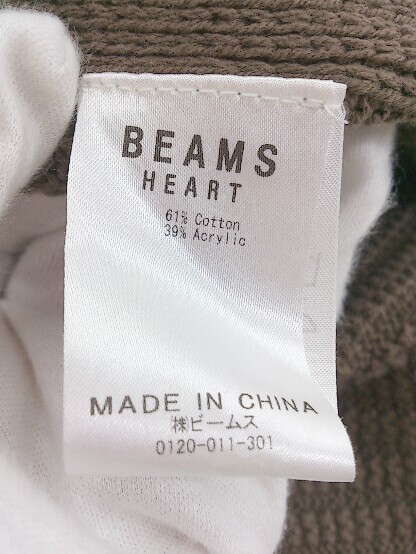 BEAMS
HEART
61% Cotton
39% Acrylic
MADE IN CHINA
㈱ビームス
0120-011-301